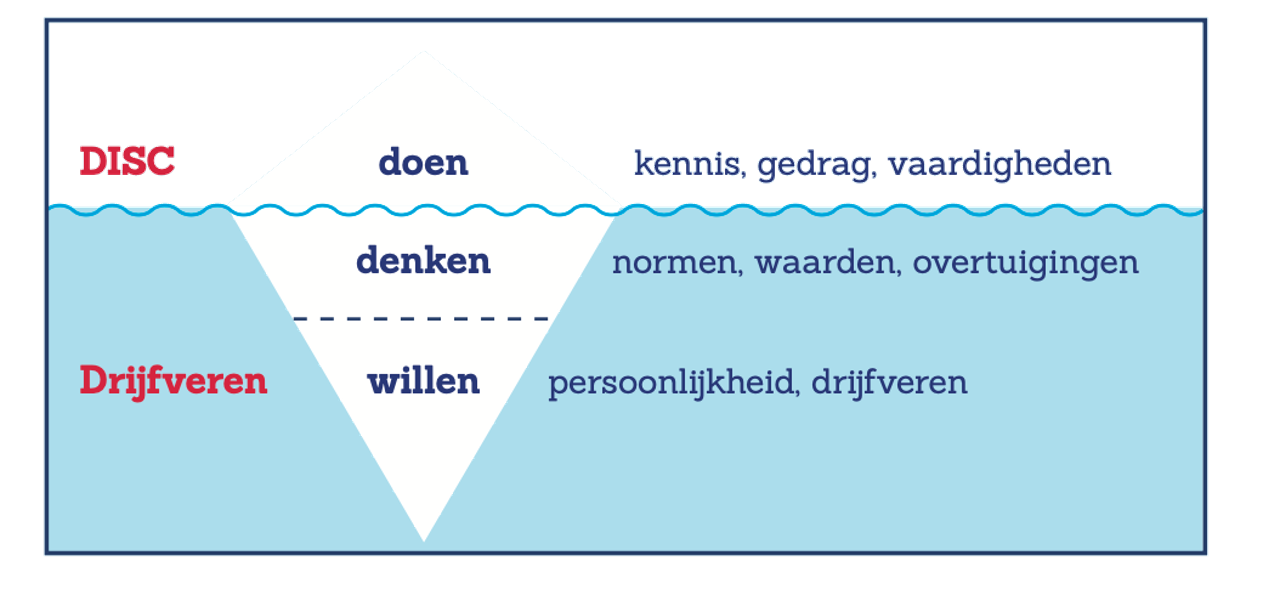 DISC doen kennis, gedrag, vaardigheden
denken normen, waarden, overtuigingen
Drijfveren willen persoonlijkheid, drijfveren